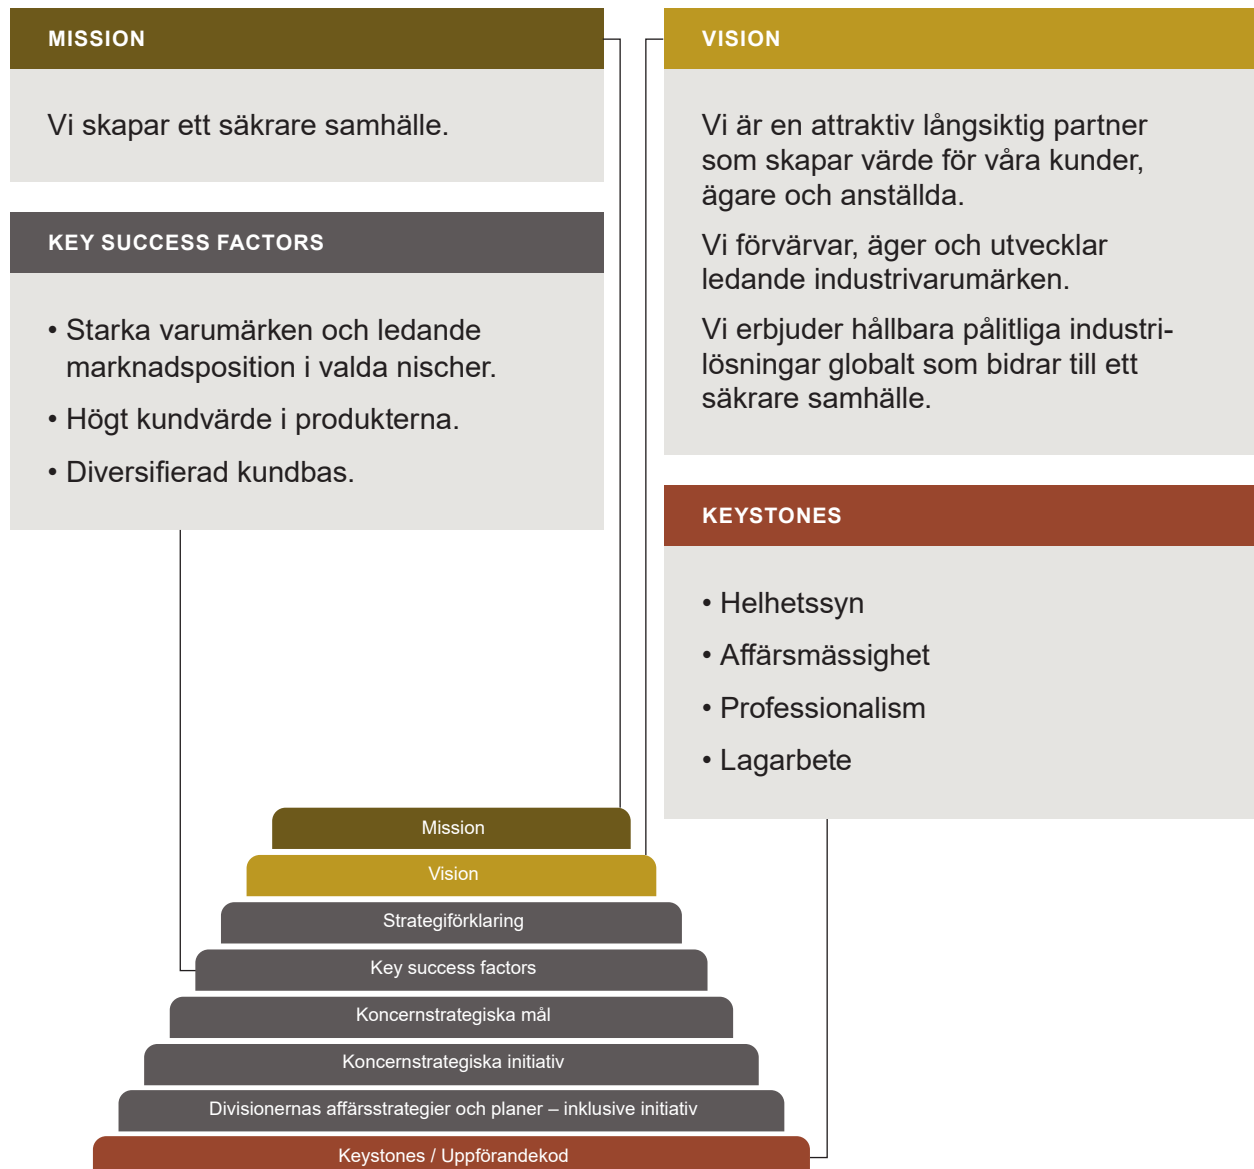 MISSION
Vi skapar ett säkrare samhälle.
KEY SUCCESS FACTORS
• Starka varumärken och ledande
marknadsposition i valda nischer.
• Högt kundvärde i produkterna.
• Diversifierad kundbas.
VISION
Vi är en attraktiv långsiktig partner
som skapar värde för våra kunder,
ägare och anställda.
Vi förvärvar, äger och utvecklar
ledande industrivarumärken.
Vi erbjuder hållbara pålitliga industri-
lösningar globalt som bidrar till ett
säkrare samhälle.
KEYSTONES
• Helhetssyn
• Affärsmässighet
• Professionalism
• Lagarbete
Mission
Vision
Strategiförklaring
Key success factors
Koncernstrategiska mål
Koncernstrategiska initiativ
Divisionernas affärsstrategier och planer – inklusive initiativ
Keystones / Uppförandekod